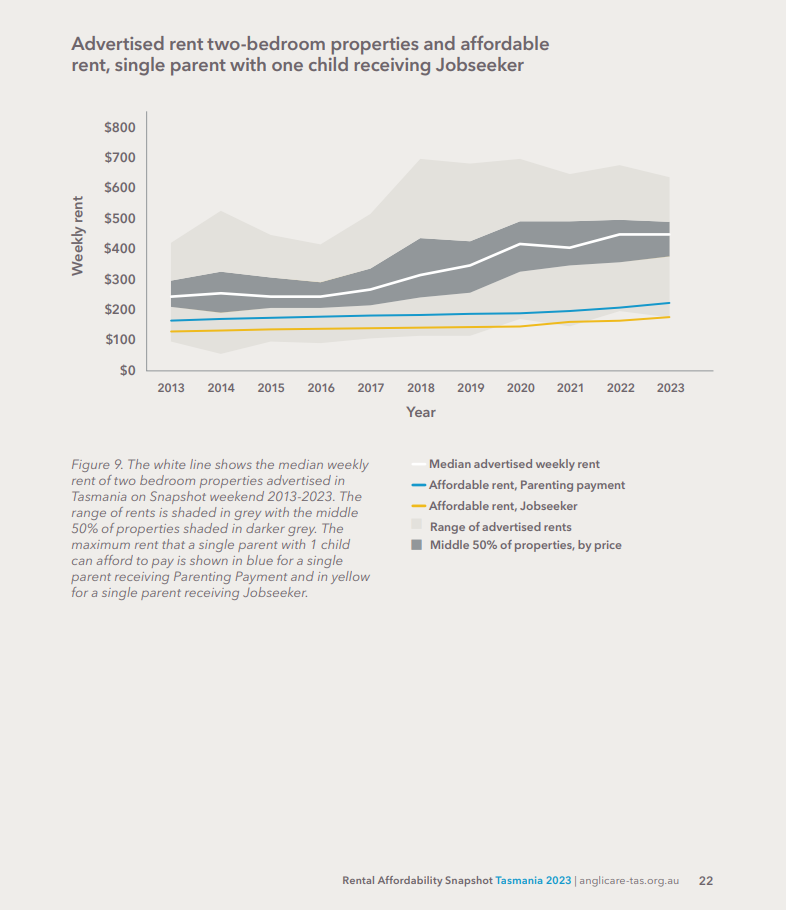 Advertised rent two-bedroom properties and affordable
rent, single parent with one child receiving Jobseeker
$800
$700
$600
$500
$400
$300
$200
$100
$0
Weekly rent
2013 2014 2015 2016 2017 2018 2019 2020 2021 2022 2023
Year
Figure 9. The white line shows the median weekly
rent of two bedroom properties advertised in
Tasmania on Snapshot weekend 2013-2023. The
range of rents is shaded in grey with the middle
50% of properties shaded in darker grey. The
maximum rent that a single parent with 1 child
can afford to pay is shown in blue for a single
parent receiving Parenting Payment and in yellow
for a single parent receiving Jobseeker.
Median advertised weekly rent
Affordable rent, Parenting payment
Affordable rent, Jobseeker
Range of advertised rents
Middle 50% of properties, by price
Rental Affordability Snapshot Tasmania 2023 | anglicare-tas.org.au 22